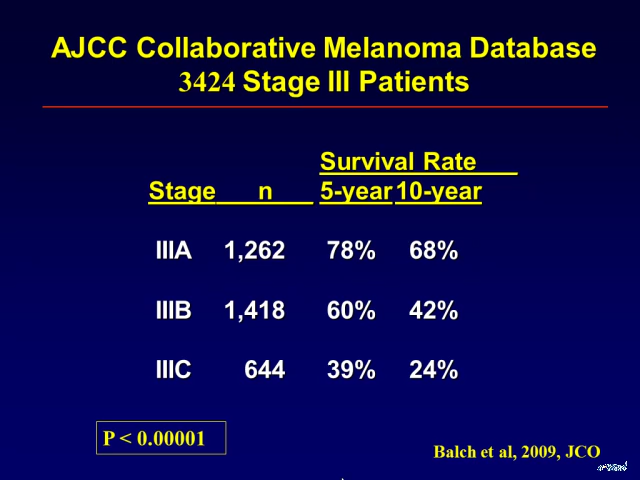 AJCC Collaborative Melanoma Database
3424 Stage III Patients
Survival Rate
Stage n 5-year 10-year
IIIA 1,262 78% 68%
IIIB 1,418 60% 42%
IIIC 644 39% 24%
P < 0.00001
Balch et al, 2009, JCO